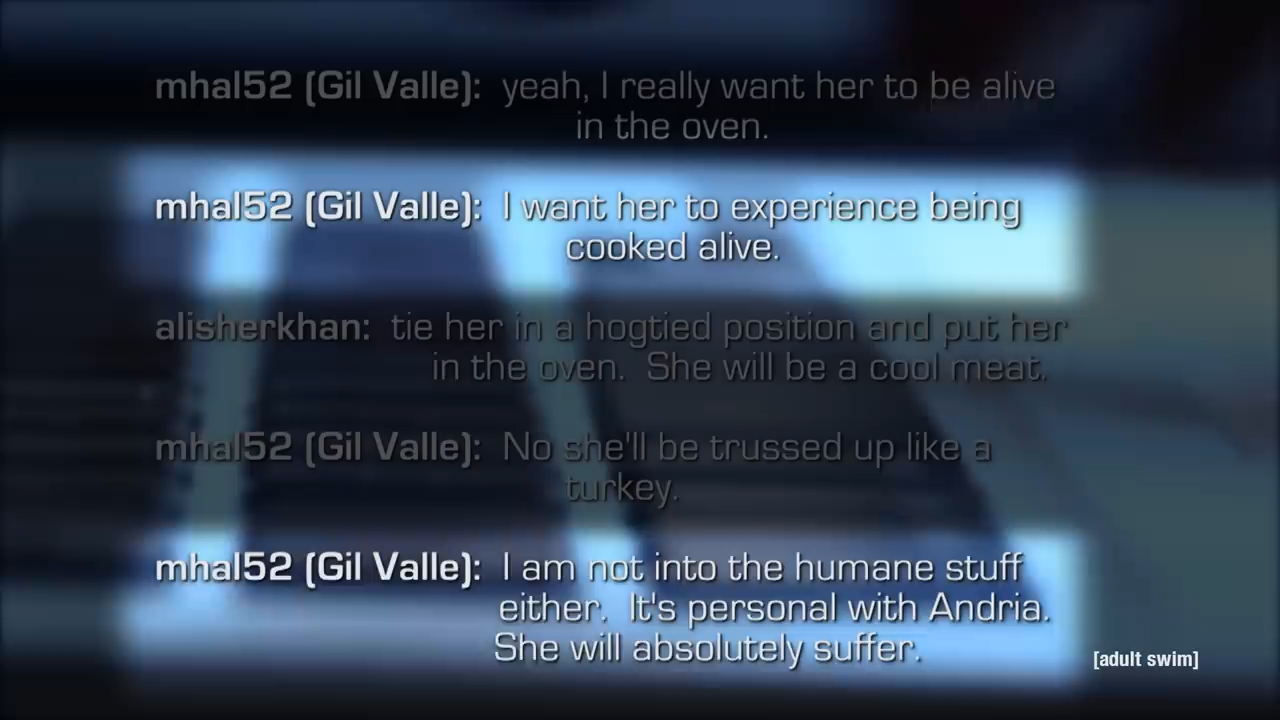 mhal52 (Gil Valle): yeah, I really want her to be alive
in the oven.
mhal52 (Gil Valle): I want her to experience being
cooked alive.
alisherkhan: tie her in a hogtied position and put her
in the oven. She will be a cool meat.
mhal52 (Gil Valle): No she'll be trussed up like a
turkey.
mhal52 (Gil Valle): I am not into the humane stuff
either. It's personal with Andria.
She will absolutely suffer.
[adult swim]